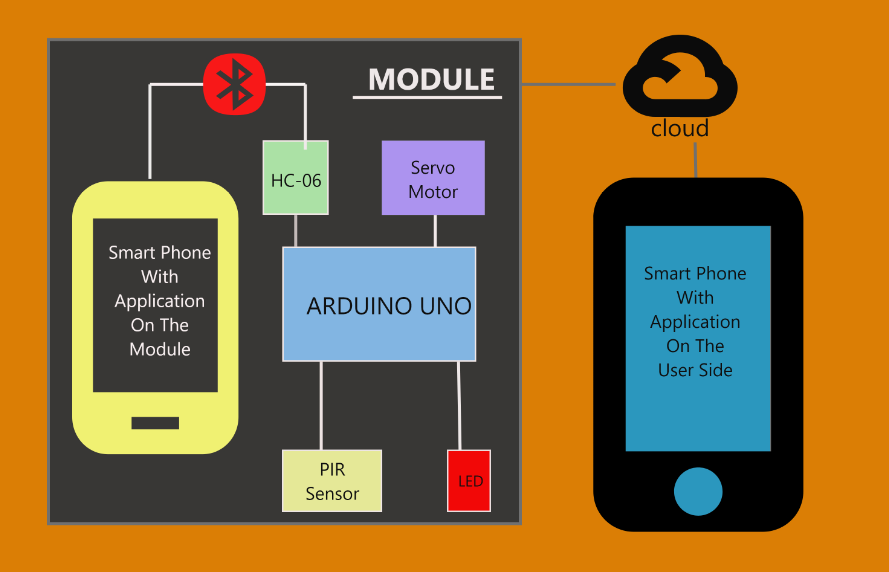 MODULE
cloud
HC-06
Servo
Motor
Smart Phone
With
Application
On The
Module
ARDUINO UNO
Smart Phone
With
Application
On The
User Side
PIR
Sensor
LED